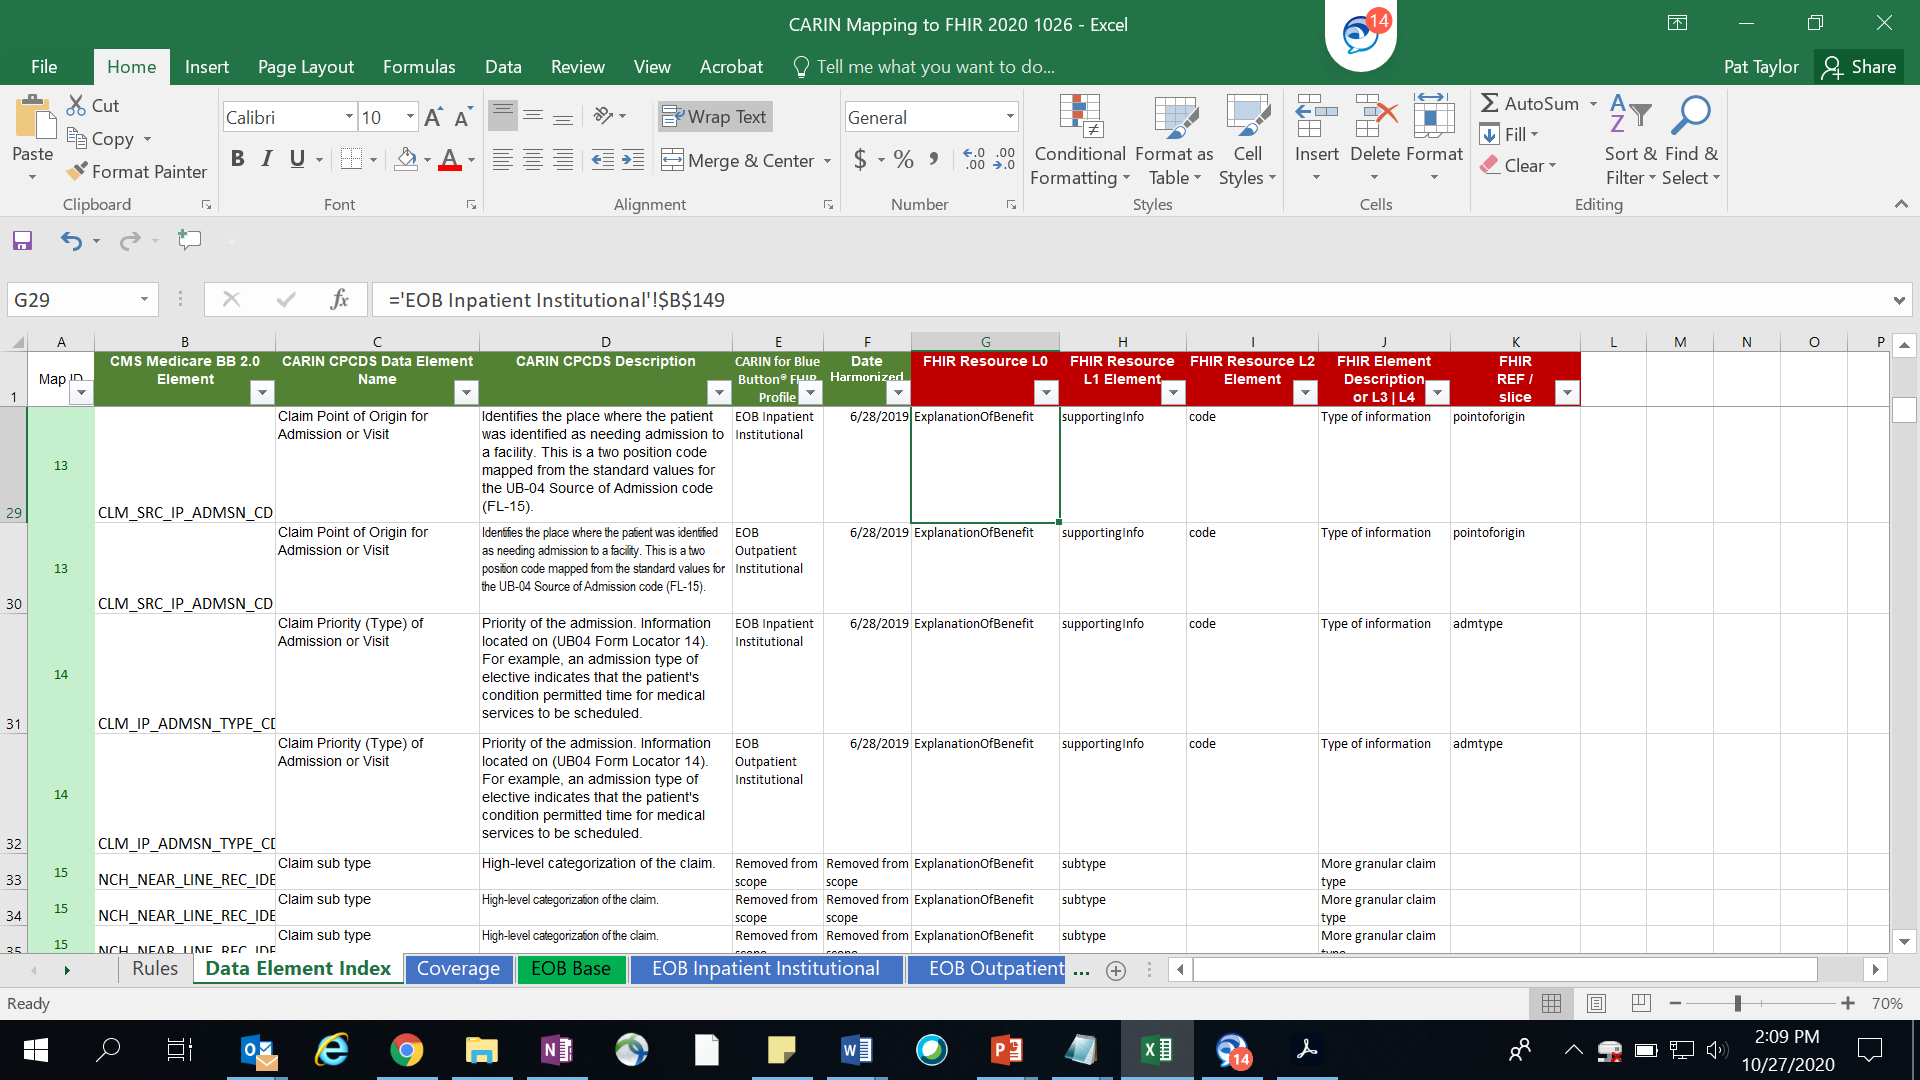 CARIN Mapping to FHIR 2020 1026 - Excel
14
File Home Insert Page Layout Formulas Data Review View Acrobat Tell me what you want to do... Pat Taylor Share
Paste
Cut
Copy
Format Painter
Clipboard
Calibri 10
B I U
Font
Wrap Text
Merge & Center
Alignment
General
$ % ,
Number
Conditional Formatting
Format as Table
Cell Styles
Styles
Insert Delete Format
Cells
AutoSum
Fill
Clear
Sort & Filter
Find & Select
Editing
G29 fx ='EOB Inpatient Institutional'!$B$149
A B C D E F G H I J K L M N O P
1 Map ID
CMS Medicare BB 2.0 Element
CARIN CPCDS Data Element Name
CARIN CPCDS Description
CARIN for Blue Button® FHIR Profile
Date Harmonized
FHIR Resource L0
FHIR Resource L1 Element
FHIR Resource L2 Element
FHIR Element Description or L3 | L4
FHIR REF / slice
29 13 CLM_SRC_IP_ADMSN_CD
Claim Point of Origin for Admission or Visit
Identifies the place where the patient was identified as needing admission to a facility. This is a two position code mapped from the standard values for the UB-04 Source of Admission code (FL-15).
EOB Inpatient Institutional
6/28/2019 ExplanationOfBenefit supportingInfo code Type of information pointoforigin
30 13 CLM_SRC_IP_ADMSN_CD
Claim Point of Origin for Admission or Visit
Identifies the place where the patient was identified as needing admission to a facility. This is a two position code mapped from the standard values for the UB-04 Source of Admission code (FL-15).
EOB Outpatient Institutional
6/28/2019 ExplanationOfBenefit supportingInfo code Type of information pointoforigin
31 14 CLM_IP_ADMSN_TYPE_CD
Claim Priority (Type) of Admission or Visit
Priority of the admission. Information located on (UB04 Form Locator 14). For example, an admission type of elective indicates that the patient's condition permitted time for medical services to be scheduled.
EOB Inpatient Institutional
6/28/2019 ExplanationOfBenefit supportingInfo code Type of information admtype
32 14 CLM_IP_ADMSN_TYPE_CD
Claim Priority (Type) of Admission or Visit
Priority of the admission. Information located on (UB04 Form Locator 14). For example, an admission type of elective indicates that the patient's condition permitted time for medical services to be scheduled.
EOB Outpatient Institutional
6/28/2019 ExplanationOfBenefit supportingInfo code Type of information admtype
33 15 NCH_NEAR_LINE_REC_IDE Claim sub type High-level categorization of the claim. Removed from scope Removed from scope ExplanationOfBenefit subtype More granular claim type
34 15 NCH_NEAR_LINE_REC_IDE Claim sub type High-level categorization of the claim. Removed from scope Removed from scope ExplanationOfBenefit subtype More granular claim type
35 15 NCH_NEAR_LINE_REC_IDE Claim sub type High-level categorization of the claim. Removed from scope Removed from scope ExplanationOfBenefit subtype More granular claim type
Rules Data Element Index Coverage EOB Base EOB Inpatient Institutional EOB Outpatient ...
Ready 70%
14
2:09 PM
10/27/2020